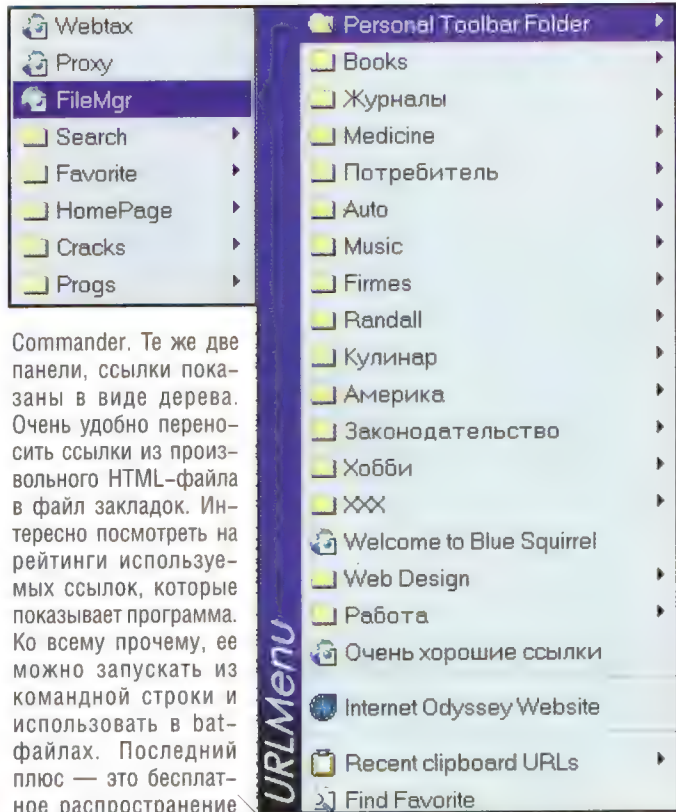 Webtax
Proxy
FileMgr
Search
Favorite
HomePage
Cracks
Progs
Commander. Те же две
панели, ссылки пока-
заны в виде дерева.
Очень удобно перено-
сить ссылки из произ-
вольного HTML-файла
в файл закладок. Ин-
тересно посмотреть на
рейтинги используе-
мых ссылок, которые
показывает программа.
Ко всему прочему, ее
можно запускать из
командной строки и
использовать в bat-
файлах. Последний
плюс — это бесплат-
ное распространение
URLMenu
Personal Toolbar Folder
Books
Журналы
Medicine
Потребитель
Auto
Music
Firmes
Randall
Кулинар
Америка
Законодательство
Хобби
XXX
Welcome to Blue Squirrel
Web Design
Работа
Очень хорошие ссылки
Internet Odyssey Website
Recent clipboard URLs
Find Favorite